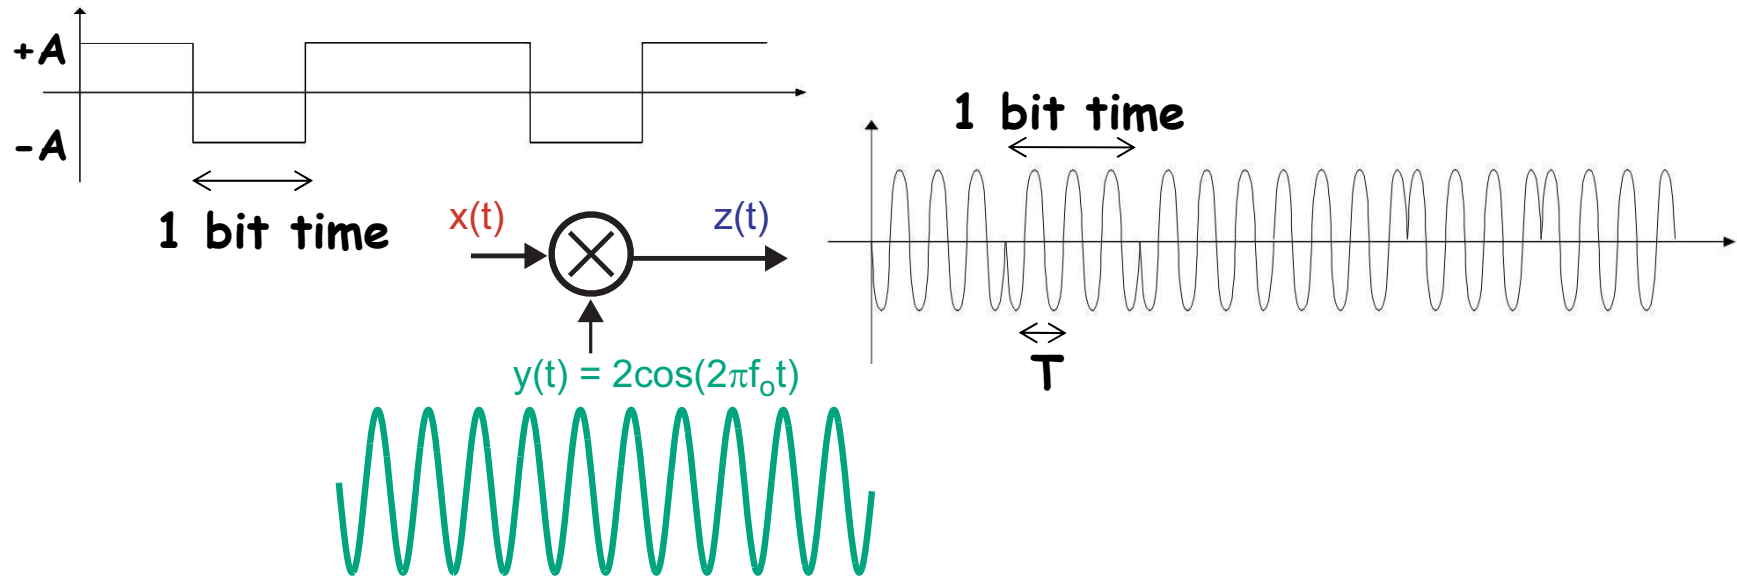 +A
-A
1 bit time
x(t)
z(t)
y(t) = 2cos(2πfₒt)
1 bit time
T